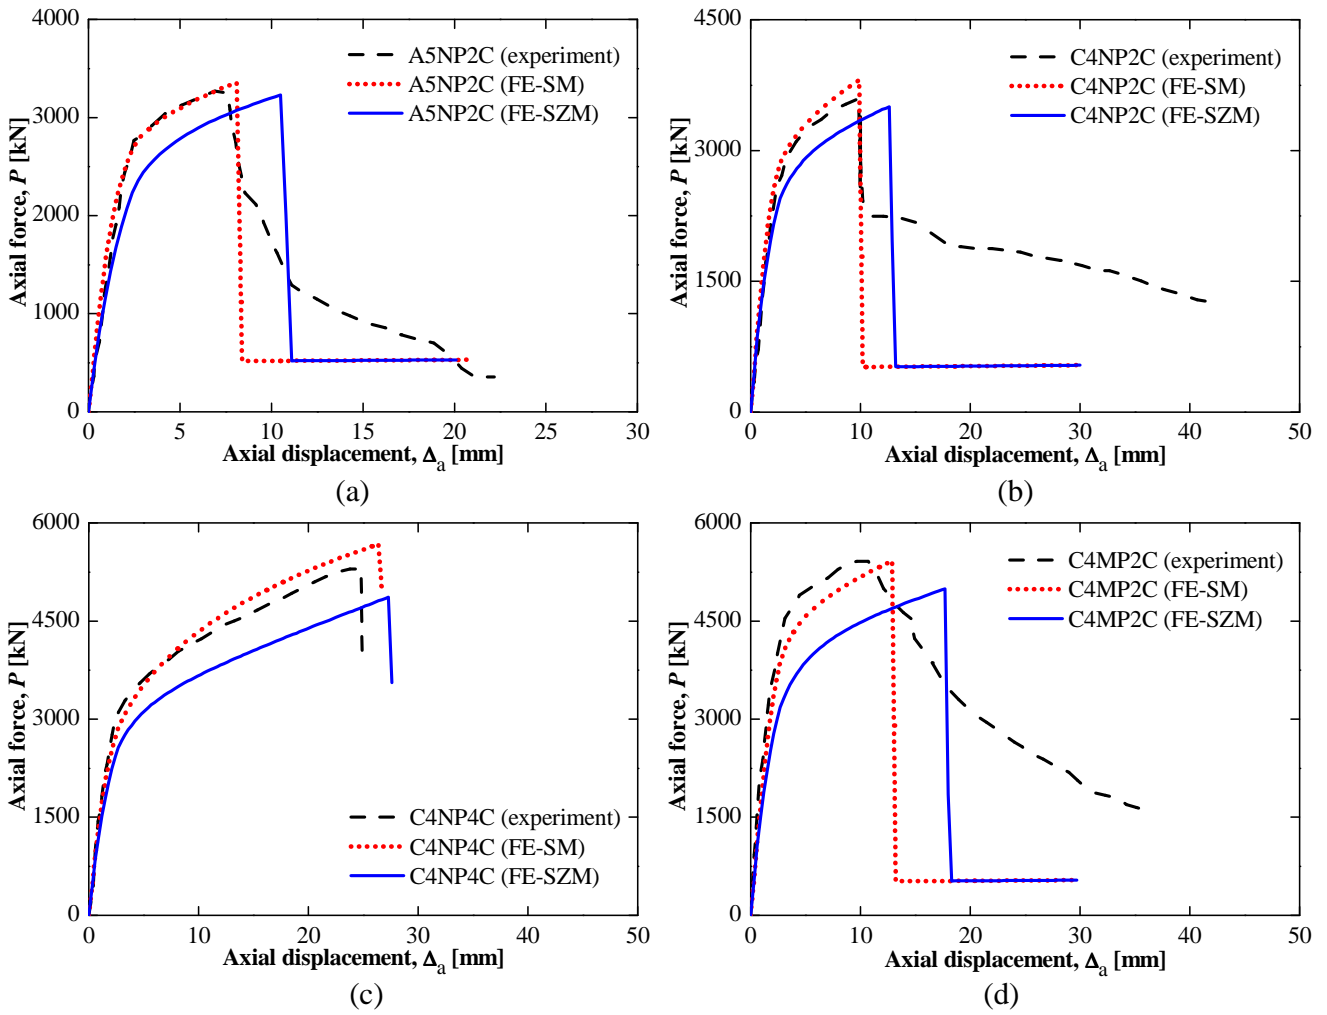 4000
3000
2000
1000
0
Axial force, P [kN]
A5NP2C (experiment)
A5NP2C (FE-SM)
A5NP2C (FE-SZM)
0 5 10 15 20 25 30
Axial displacement, Δa [mm]
(a)
4500
3000
1500
0
Axial force, P [kN]
C4NP2C (experiment)
C4NP2C (FE-SM)
C4NP2C (FE-SZM)
0 10 20 30 40 50
Axial displacement, Δa [mm]
(b)
6000
4500
3000
1500
0
Axial force, P [kN]
C4NP4C (experiment)
C4NP4C (FE-SM)
C4NP4C (FE-SZM)
0 10 20 30 40 50
Axial displacement, Δa [mm]
(c)
6000
4500
3000
1500
0
Axial force, P [kN]
C4MP2C (experiment)
C4MP2C (FE-SM)
C4MP2C (FE-SZM)
0 10 20 30 40 50
Axial displacement, Δa [mm]
(d)